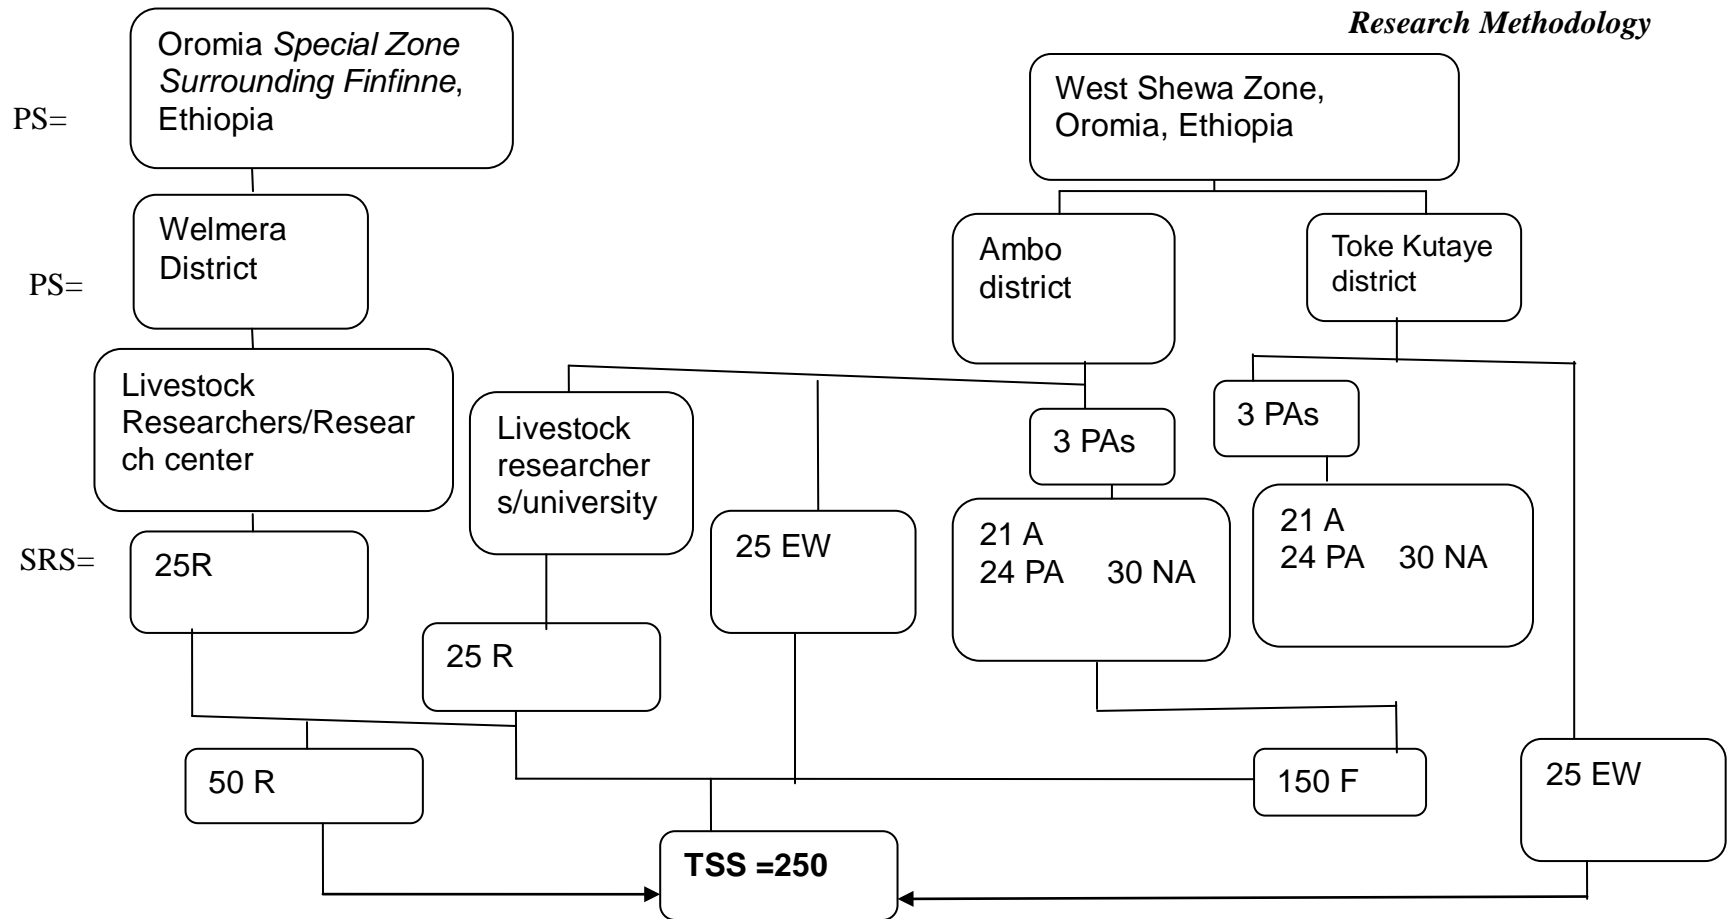 Research Methodology
PS=
Oromia Special Zone
Surrounding Finfinne,
Ethiopia
West Shewa Zone,
Oromia, Ethiopia
PS=
Welmera
District
Ambo
district
Toke Kutaye
district
Livestock
Researchers/Resear
ch center
Livestock
researcher
s/university
3 PAs
3 PAs
SRS=
25R
25 EW
21 A
24 PA 30 NA
21 A
24 PA 30 NA
25 R
50 R
150 F
25 EW
TSS =250